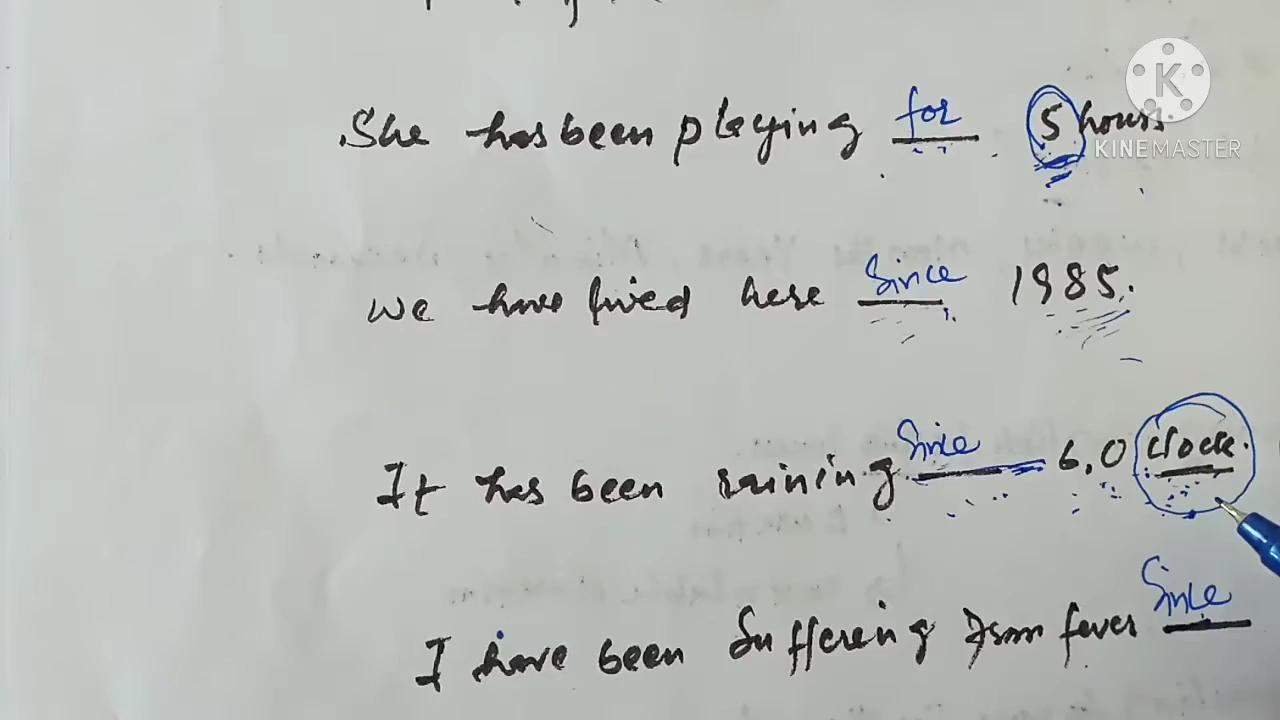 K
She has been playing for 5 hours
KINEMASTER
We have lived here Since 1985.
It has been raining Since 6,0 clock.
I have been Suffering from fever Since